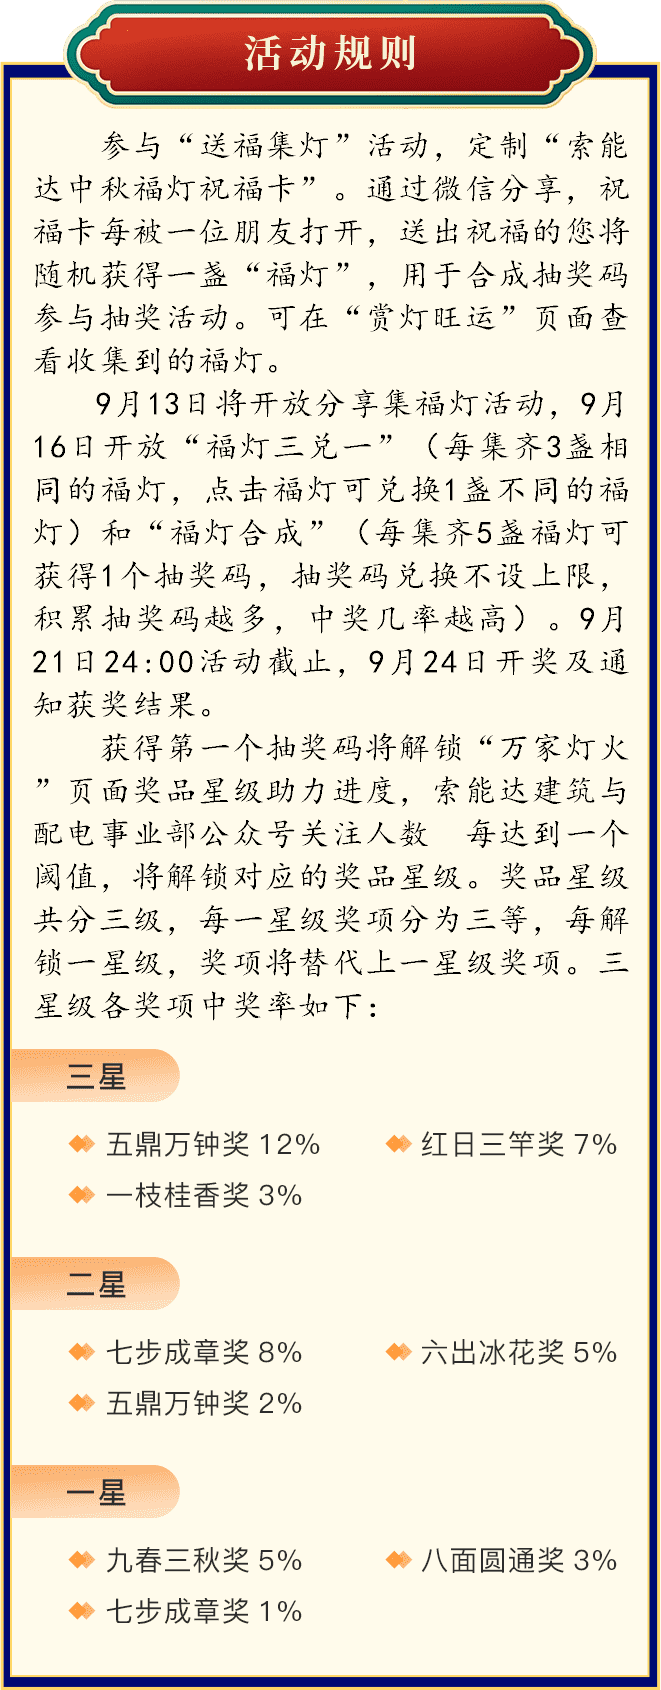 活动规则
参与“送福集灯”活动，定制“索能
达中秋福灯祝福卡”。通过微信分享，祝
福卡每被一位朋友打开，送出祝福的您将
随机获得一盏“福灯”，用于合成抽奖码
参与抽奖活动。可在“赏灯旺运”页面查
看收集到的福灯。
9月13日将开放分享集福灯活动，9月
16日开放“福灯三兑一”（每集齐3盏相
同的福灯，点击福灯可兑换1盏不同的福
灯）和“福灯合成”（每集齐5盏福灯可
获得1个抽奖码，抽奖码兑换不设上限，
积累抽奖码越多，中奖几率越高）。9月
21日24:00活动截止，9月24日开奖及通
知获奖结果。
获得第一个抽奖码将解锁“万家灯火
”页面奖品星级助力进度，索能达建筑与
配电事业部公众号关注人数　每达到一个
阈值，将解锁对应的奖品星级。奖品星级
共分三级，每一星级奖项分为三等，每解
锁一星级，奖项将替代上一星级奖项。三
星级各奖项中奖率如下：
三星
五鼎万钟奖 12%
红日三竿奖 7%
一枝桂香奖 3%
二星
七步成章奖 8%
六出冰花奖 5%
五鼎万钟奖 2%
一星
九春三秋奖 5%
八面圆通奖 3%
七步成章奖 1%